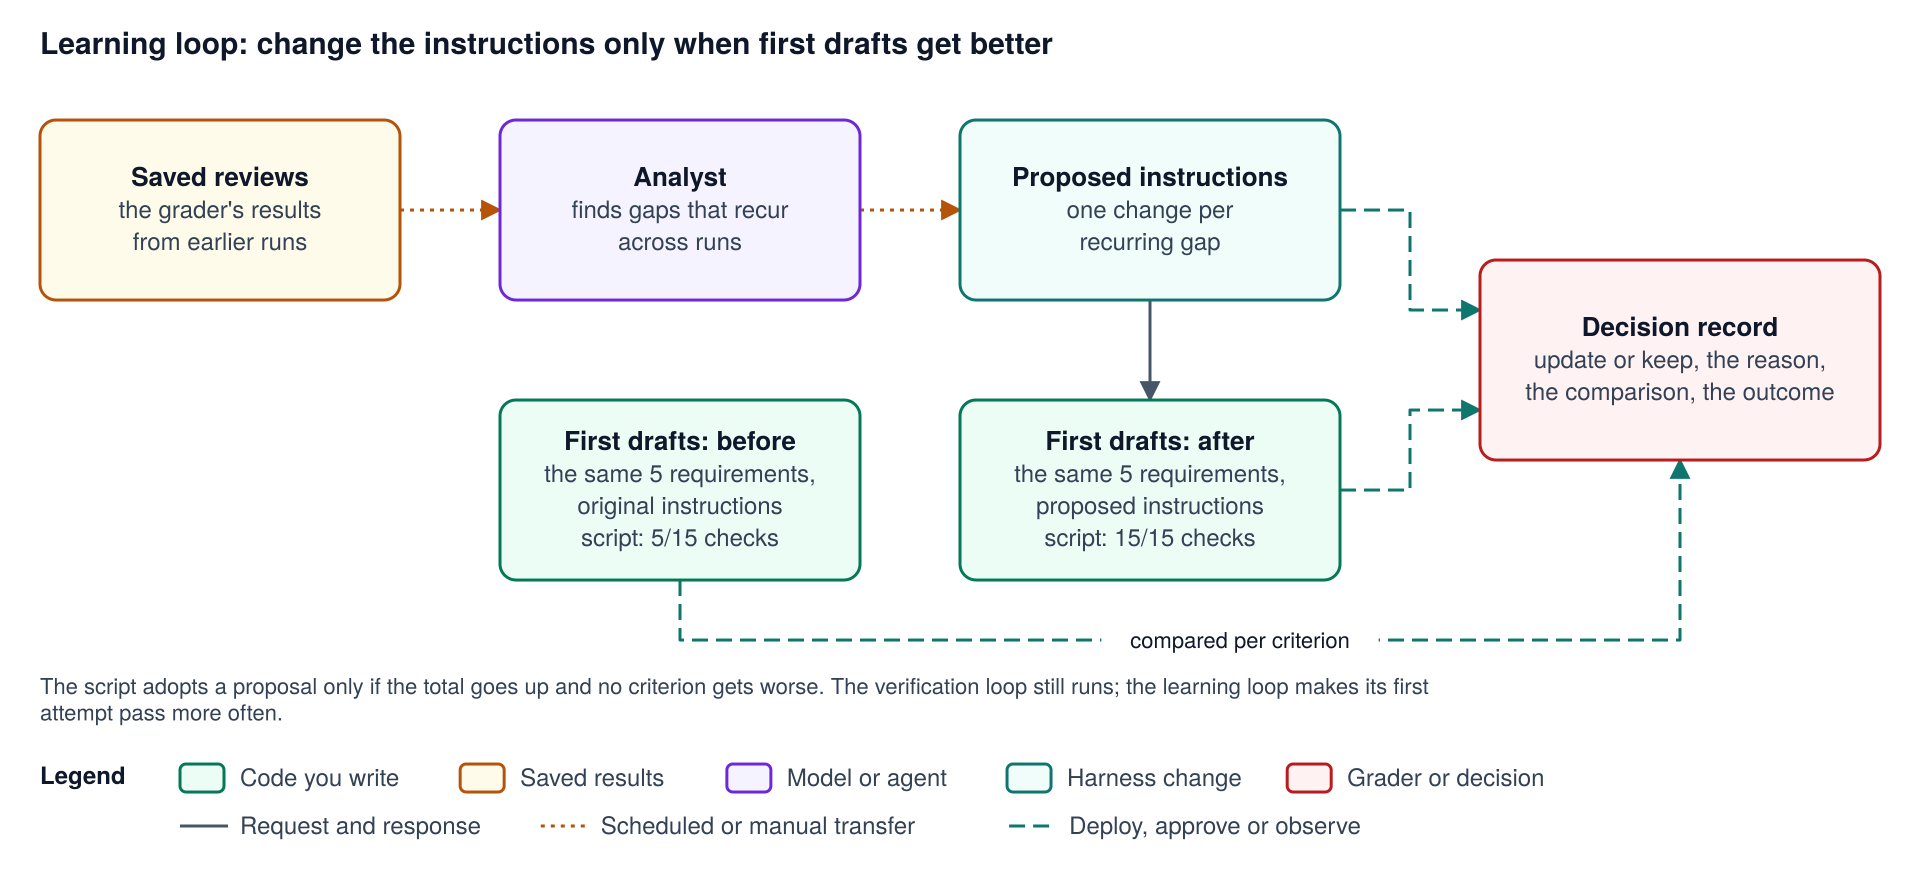 Learning loop: change the instructions only when first drafts get better
Saved reviews
the grader's results
from earlier runs
Analyst
finds gaps that recur
across runs
Proposed instructions
one change per
recurring gap
Decision record
update or keep, the reason,
the comparison, the outcome
First drafts: before
the same 5 requirements,
original instructions
script: 5/15 checks
First drafts: after
the same 5 requirements,
proposed instructions
script: 15/15 checks
compared per criterion
The script adopts a proposal only if the total goes up and no criterion gets worse. The verification loop still runs; the learning loop makes its first
attempt pass more often.
Legend
Code you write
Saved results
Model or agent
Harness change
Grader or decision
Request and response
Scheduled or manual transfer
Deploy, approve or observe